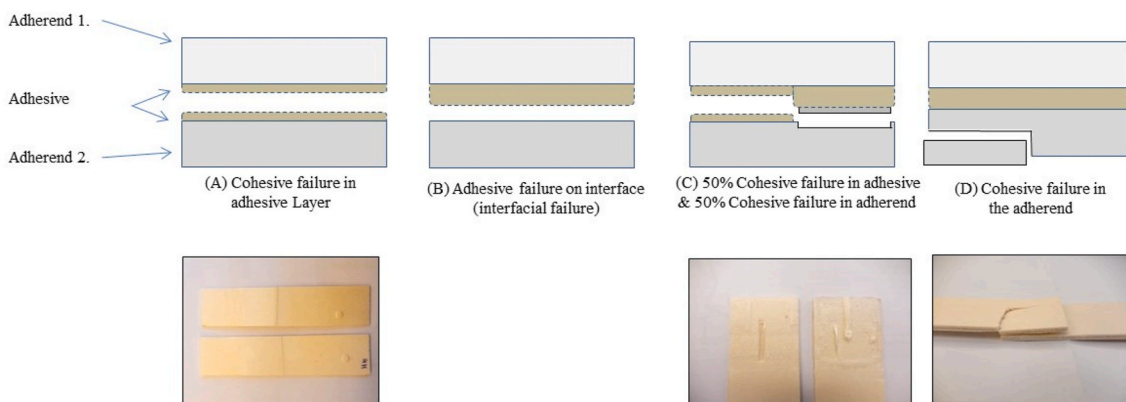 Adherend 1.
Adhesive
Adherend 2.
(A) Cohesive failure in
adhesive Layer
(B) Adhesive failure on interface
(interfacial failure)
(C) 50% Cohesive failure in adhesive
& 50% Cohesive failure in adherend
(D) Cohesive failure in
the adherend